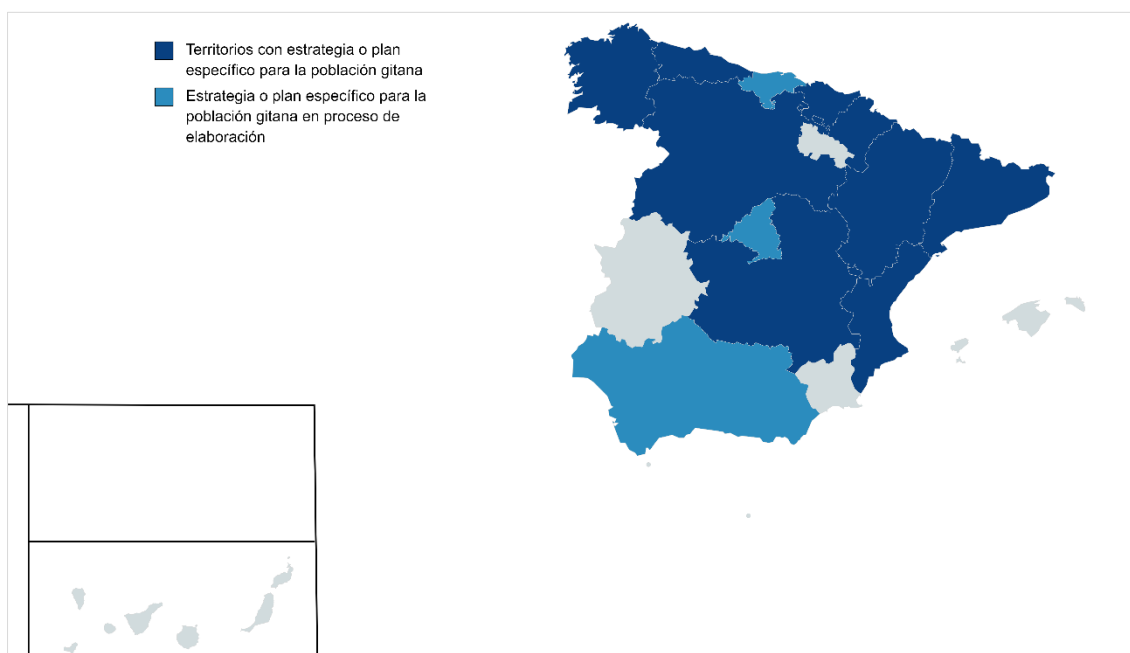 Territorios con estrategia o plan
específico para la población gitana
Estrategia o plan específico para la
población gitana en proceso de
elaboración